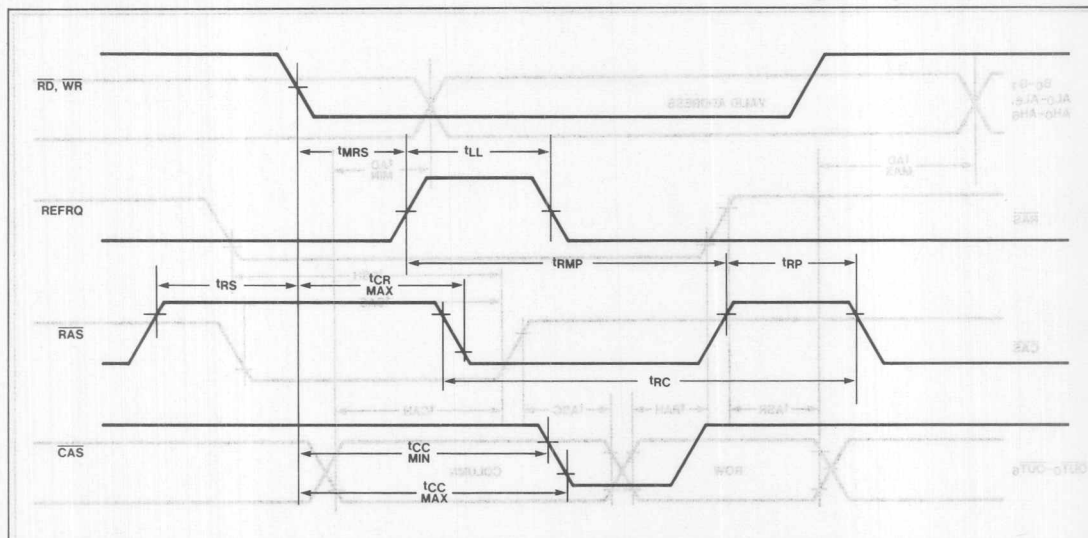 RD, WR
tMRS
tLL
REFRQ
tRMP
tRP
tRS
tCR
MAX
RAS
tRC
CAS
tCC
MIN
tCC
MAX